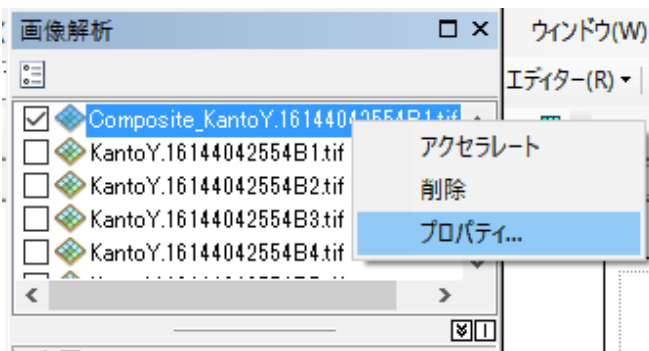 画像解析
ウィンドウ(W)
エディター(R)
Composite_KantoY.16144042554B1.tif
KantoY.16144042554B1.tif
KantoY.16144042554B2.tif
KantoY.16144042554B3.tif
KantoY.16144042554B4.tif
アクセラレート
削除
プロパティ...